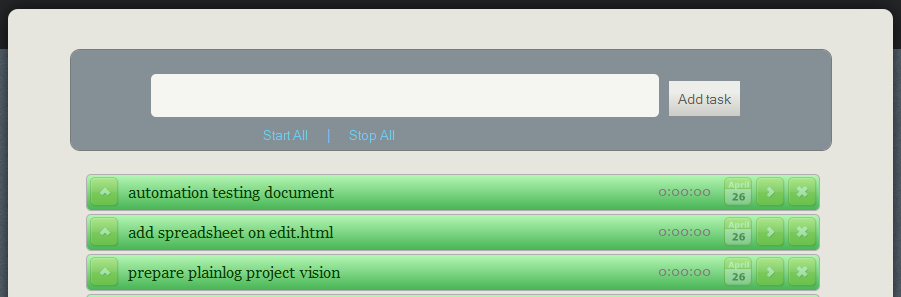 Add task
Start All | Stop All
automation testing document 0:00:00 April 26
add spreadsheet on edit.html 0:00:00 April 26
prepare plainlog project vision 0:00:00 April 26